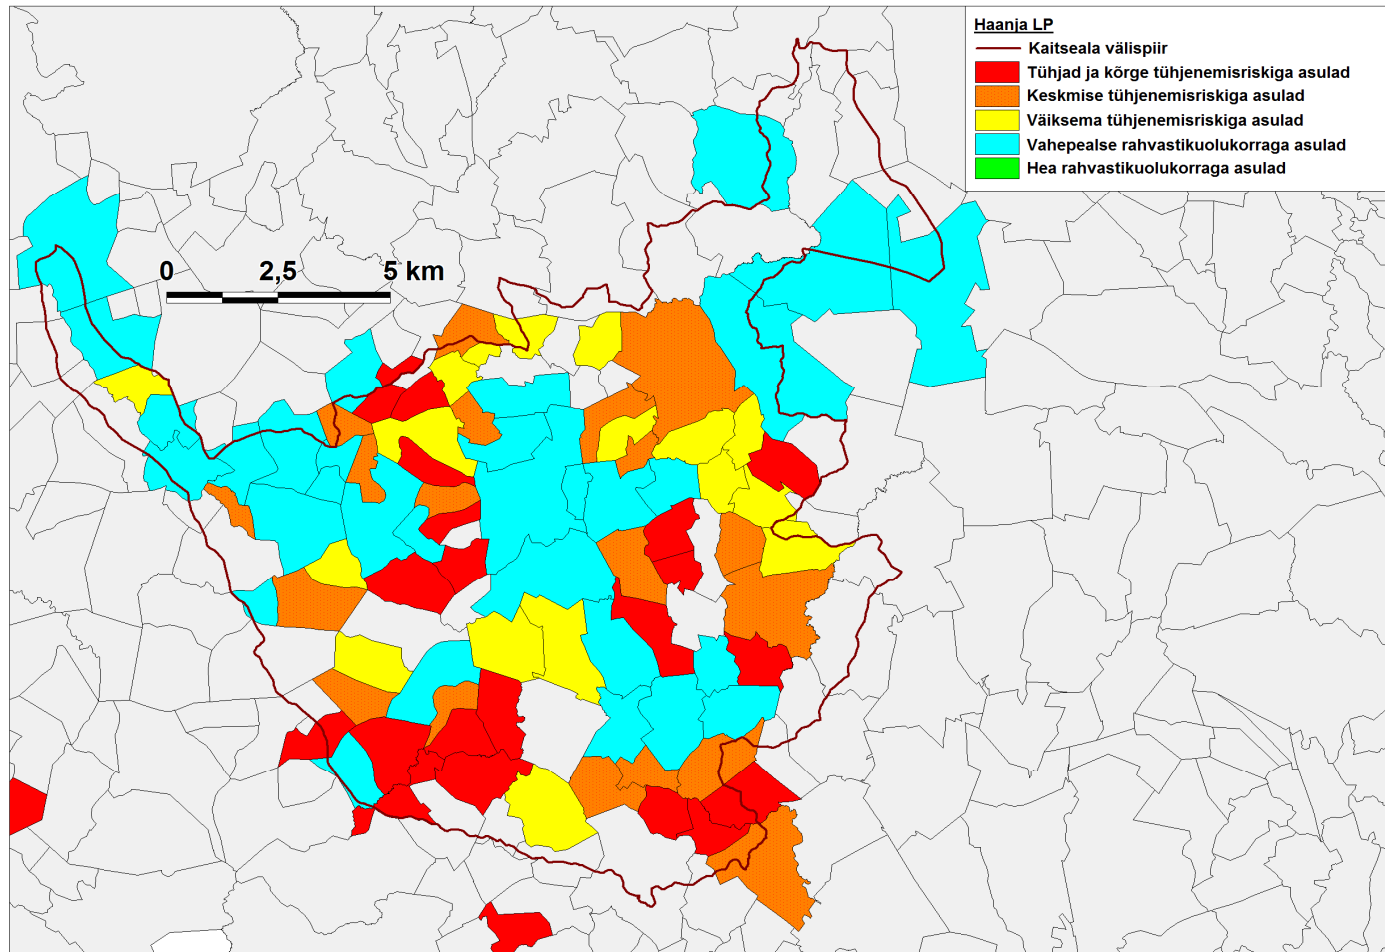 Haanja LP
Kaitseala välispiir
Tühjad ja kõrge tühjenemisriskiga asulad
Keskmise tühjenemisriskiga asulad
Väiksema tühjenemisriskiga asulad
Vahepealse rahvastikuolukorraga asulad
Hea rahvastikuolukorraga asulad
0 2,5 5 km